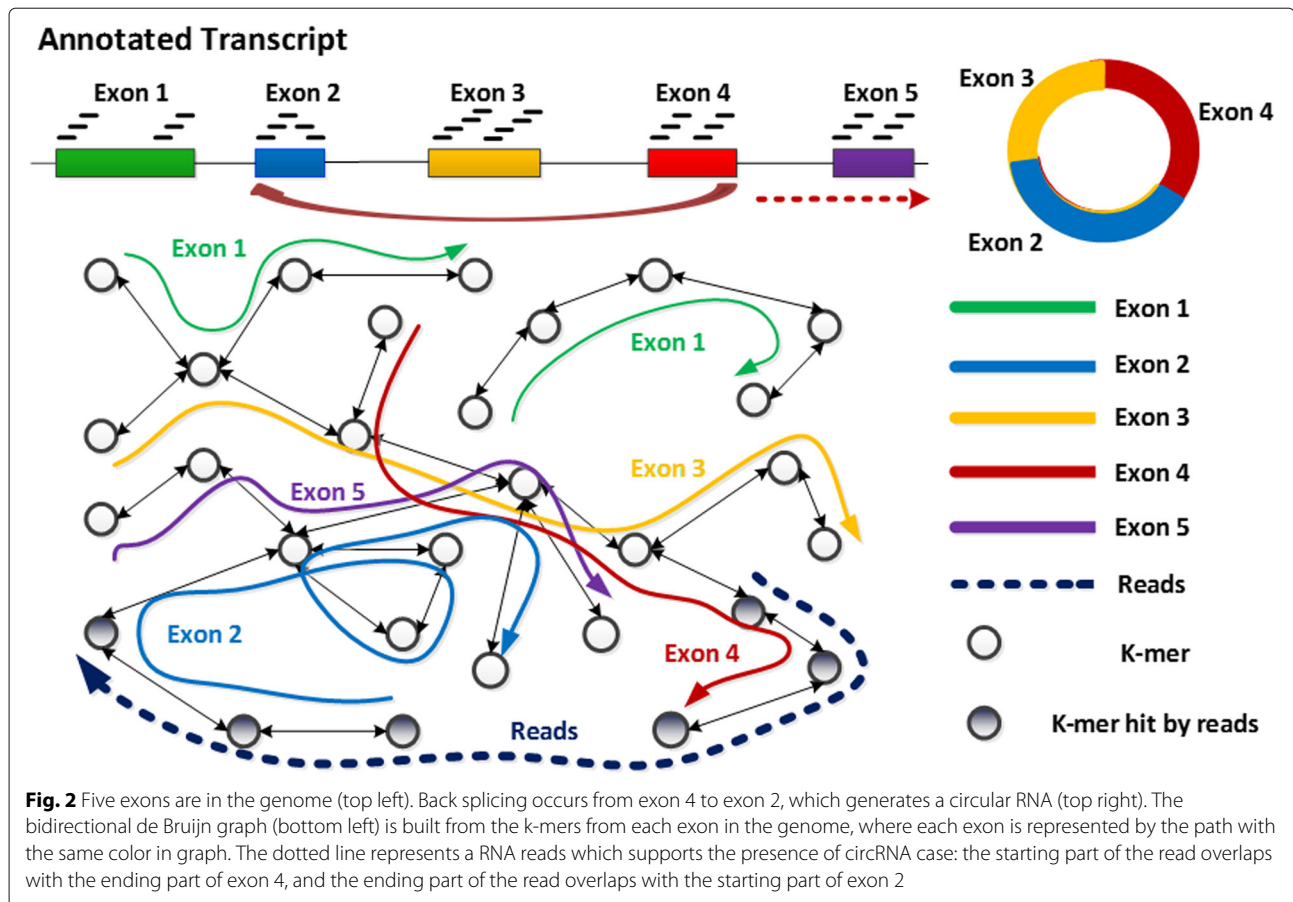 Annotated Transcript
Exon 1
Exon 2
Exon 3
Exon 4
Exon 5
Exon 3
Exon 4
Exon 2
Exon 1
Exon 1
Exon 3
Exon 5
Exon 2
Exon 4
Reads
Exon 1
Exon 2
Exon 3
Exon 4
Exon 5
Reads
K-mer
K-mer hit by reads
Fig. 2 Five exons are in the genome (top left). Back splicing occurs from exon 4 to exon 2, which generates a circular RNA (top right). The
bidirectional de Bruijn graph (bottom left) is built from the k-mers from each exon in the genome, where each exon is represented by the path with
the same color in graph. The dotted line represents a RNA reads which supports the presence of circRNA case: the starting part of the read overlaps
with the ending part of exon 4, and the ending part of the read overlaps with the starting part of exon 2